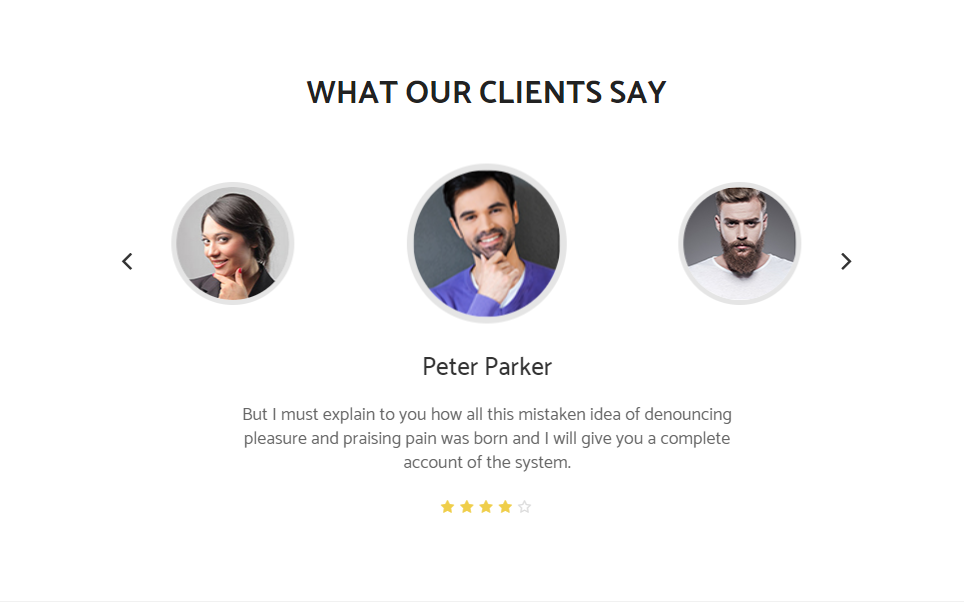 WHAT OUR CLIENTS SAY
Peter Parker
But I must explain to you how all this mistaken idea of denouncing
pleasure and praising pain was born and I will give you a complete
account of the system.